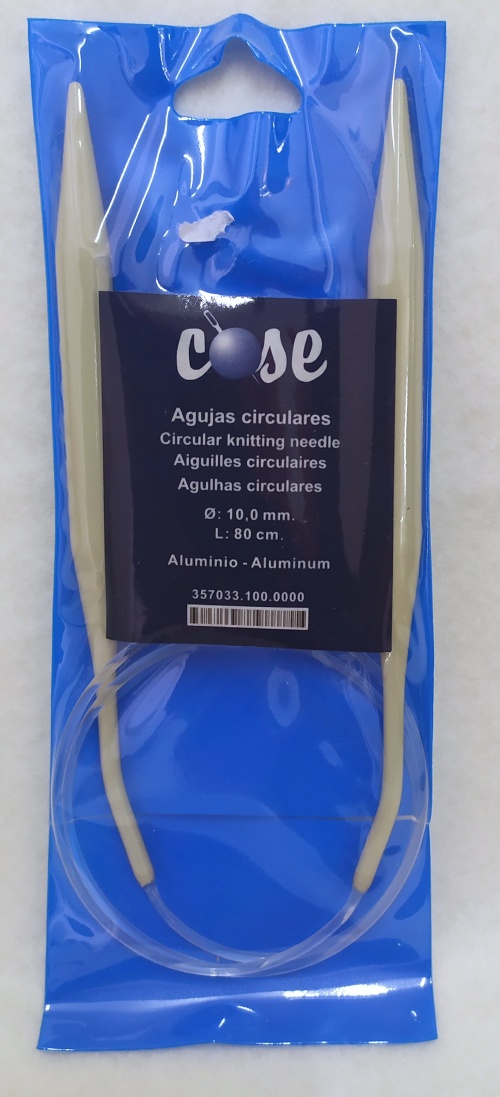 cose
Agujas circulares
Circular knitting needle
Aiguilles circulaires
Agulhas circulares
Ø: 10,0 mm.
L: 80 cm.
Aluminio - Aluminum
357033.100.0000